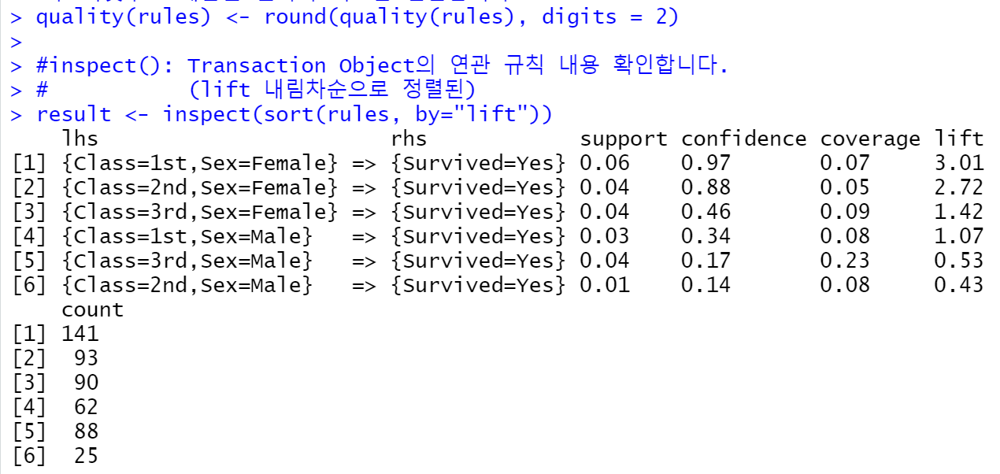 > quality(rules) <- round(quality(rules), digits = 2)
>
> #inspect(): Transaction Object의 연관 규칙 내용 확인합니다.
> #           (lift 내림차순으로 정렬된)
> result <- inspect(sort(rules, by="lift"))
    lhs                       rhs            support confidence coverage lift
[1] {Class=1st,Sex=Female} => {Survived=Yes} 0.06    0.97       0.07     3.01
[2] {Class=2nd,Sex=Female} => {Survived=Yes} 0.04    0.88       0.05     2.72
[3] {Class=3rd,Sex=Female} => {Survived=Yes} 0.04    0.46       0.09     1.42
[4] {Class=1st,Sex=Male}   => {Survived=Yes} 0.03    0.34       0.08     1.07
[5] {Class=3rd,Sex=Male}   => {Survived=Yes} 0.04    0.17       0.23     0.53
[6] {Class=2nd,Sex=Male}   => {Survived=Yes} 0.01    0.14       0.08     0.43
    count
[1] 141
[2]  93
[3]  90
[4]  62
[5]  88
[6]  25